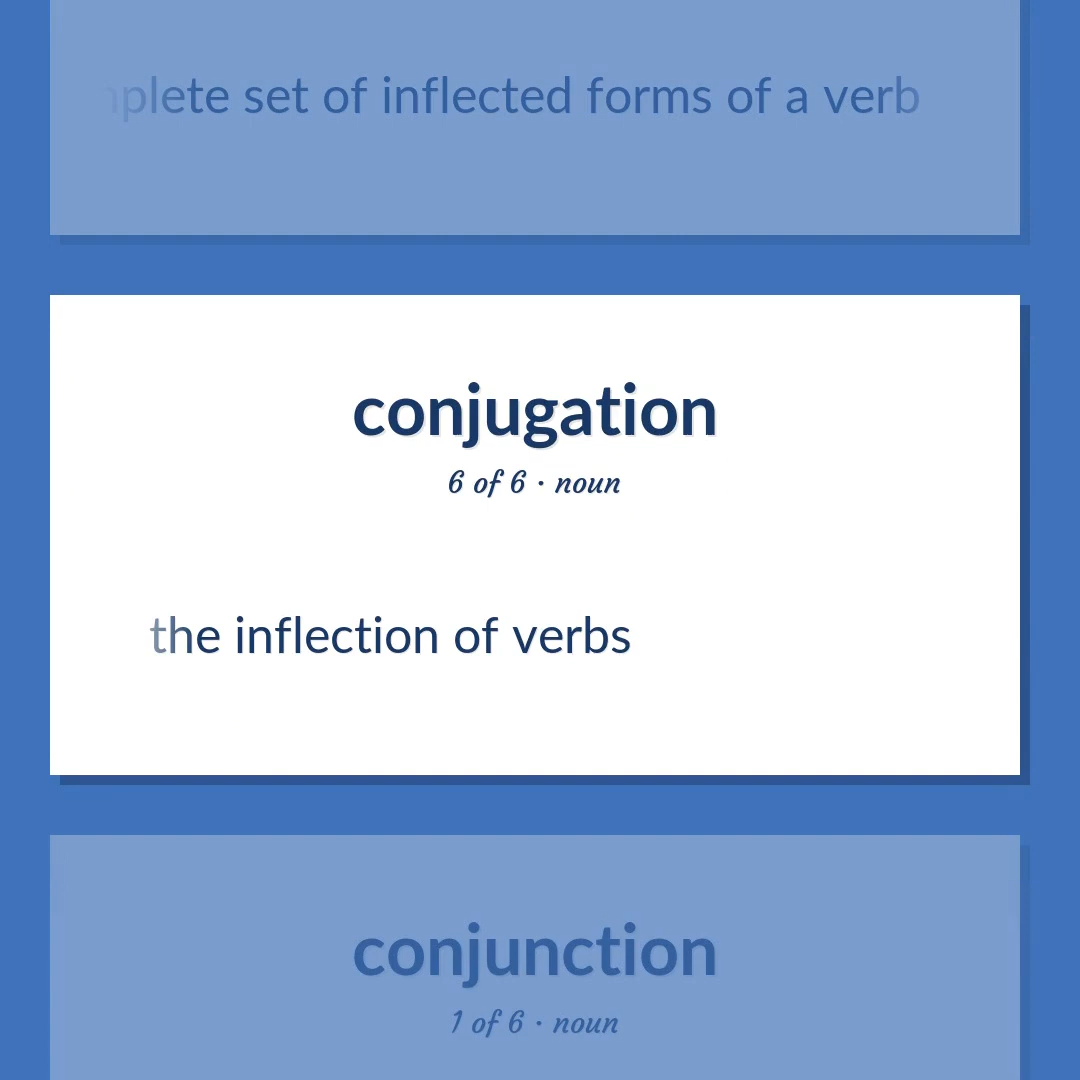 set of inflected forms of a verb
conjugation
6 of 6 · noun
the inflection of verbs
conjunction
1 of 6 · noun